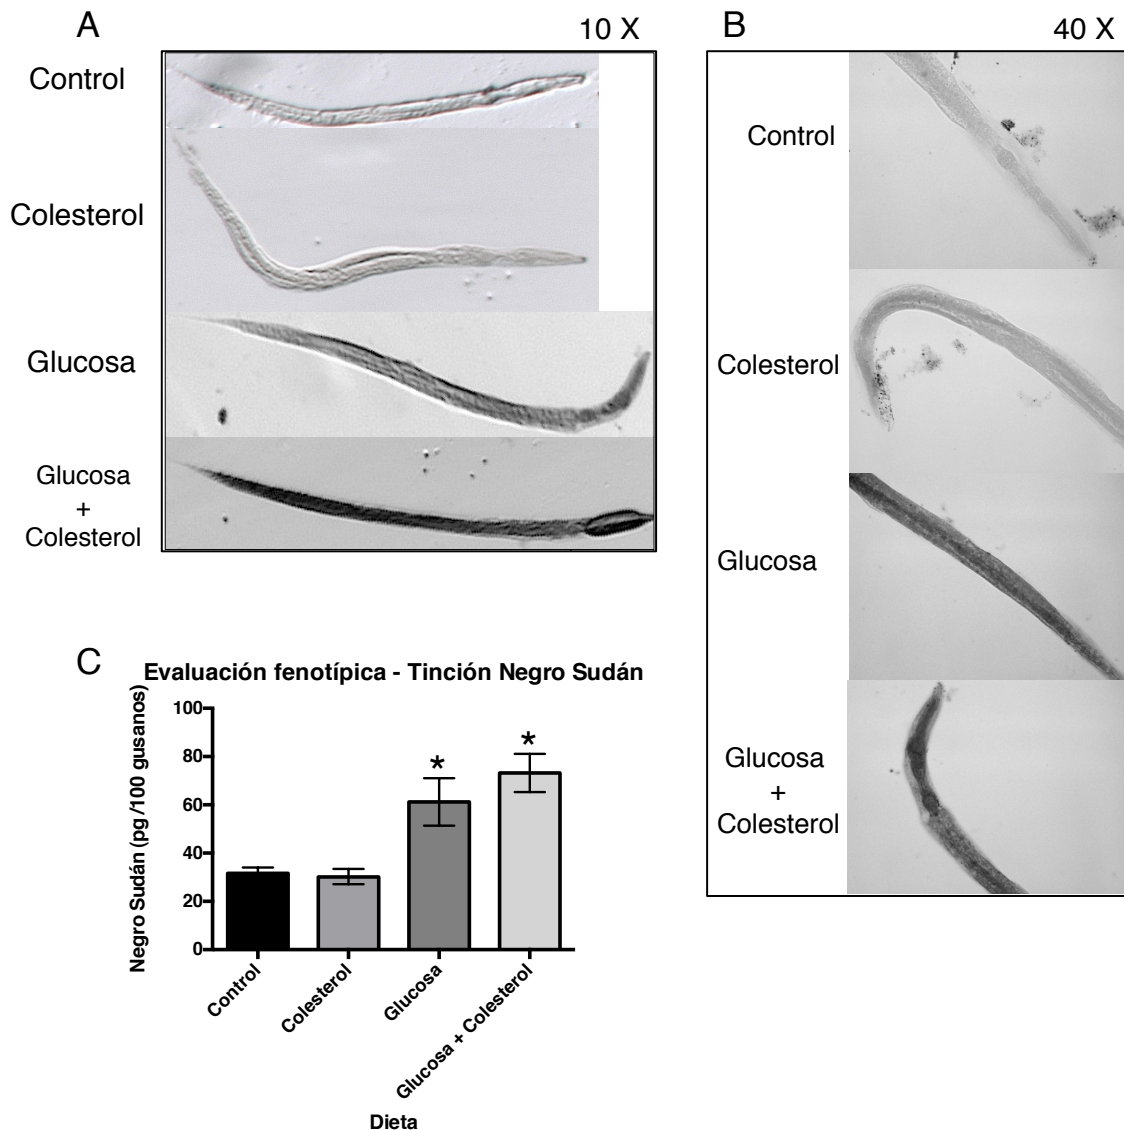 A
10 X
Control
Colesterol
Glucosa
Glucosa
+
Colesterol
B
40 X
Control
Colesterol
Glucosa
Glucosa
+
Colesterol
C
Evaluación fenotípica - Tinción Negro Sudán
Negro Sudán (pg /100 gusanos)
100
80
60
40
20
0
*
*
Control
Colesterol
Glucosa
Glucosa + Colesterol
Dieta